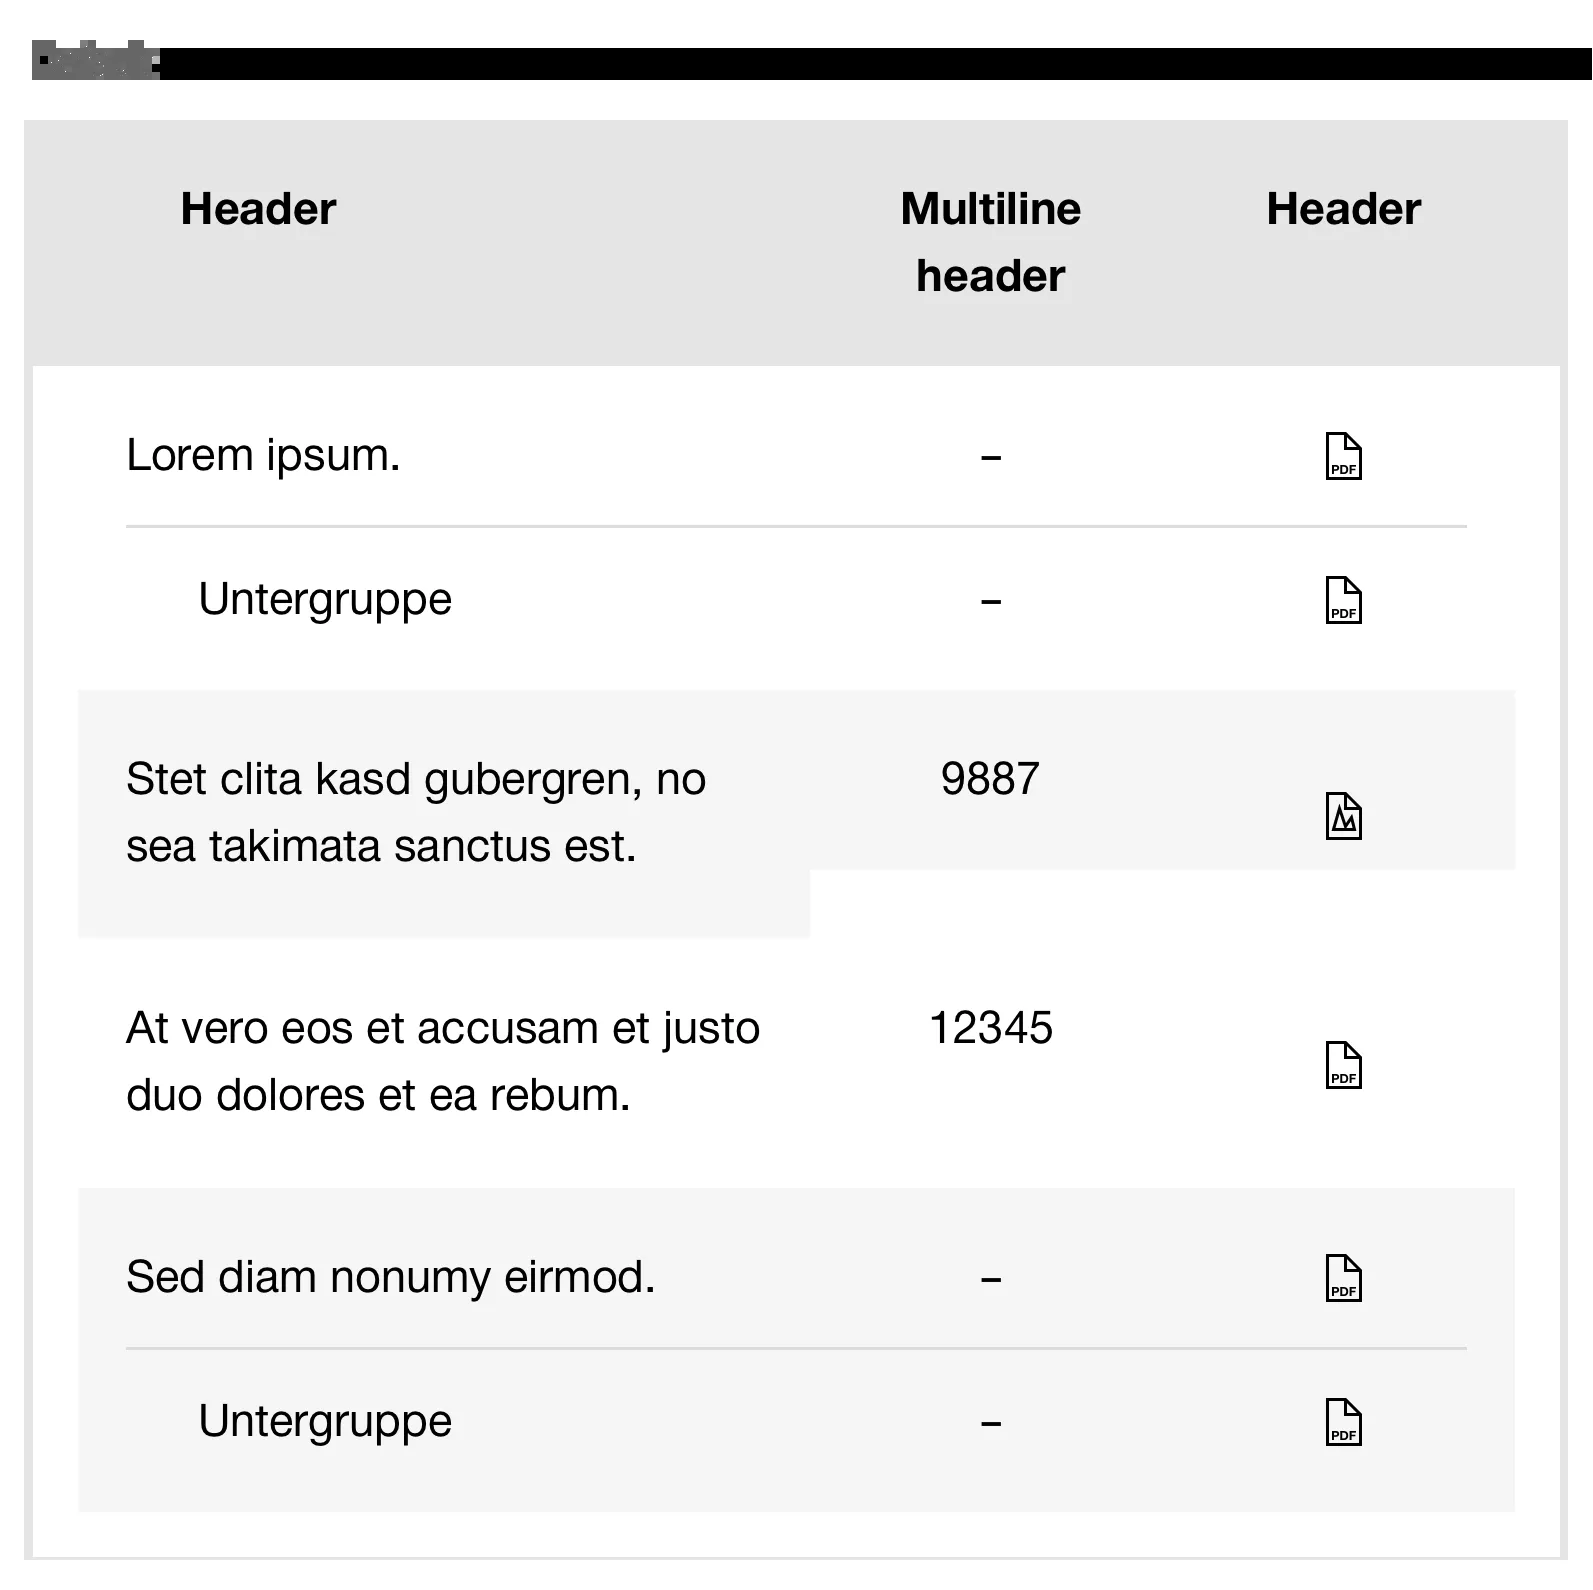 Header Multiline Header
header
Lorem ipsum. – PDF
Untergruppe – PDF
Stet clita kasd gubergren, no 9887
sea takimata sanctus est.
At vero eos et accusam et justo 12345
duo dolores et ea rebum. PDF
Sed diam nonumy eirmod. – PDF
Untergruppe – PDF